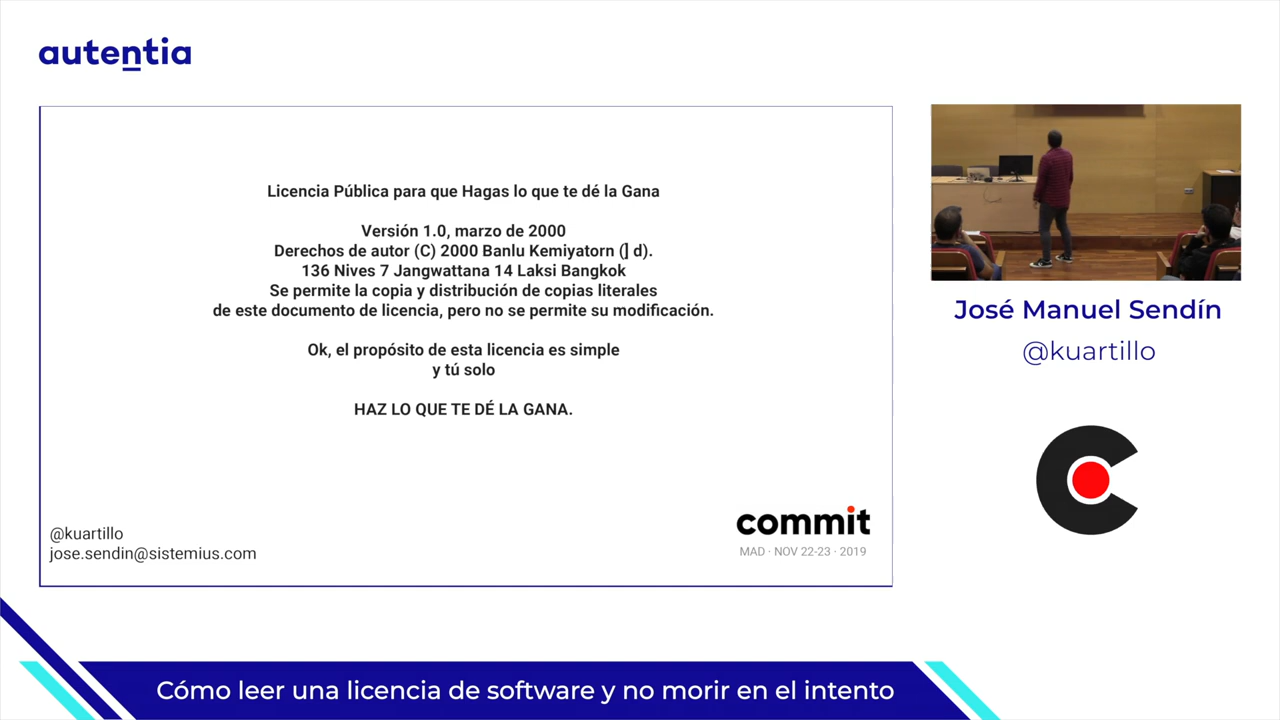 autentia
Licencia Pública para que Hagas lo que te dé la Gana
Versión 1.0, marzo de 2000
Derechos de autor (C) 2000 Banlu Kemiyatorn (] d).
136 Nives 7 Jangwattana 14 Laksi Bangkok
Se permite la copia y distribución de copias literales
de este documento de licencia, pero no se permite su modificación.
Ok, el propósito de esta licencia es simple
y tú solo
HAZ LO QUE TE DÉ LA GANA.
@kuartillo
jose.sendin@sistemius.com
commit
MAD · NOV 22-23 · 2019
José Manuel Sendín
@kuartillo
Cómo leer una licencia de software y no morir en el intento